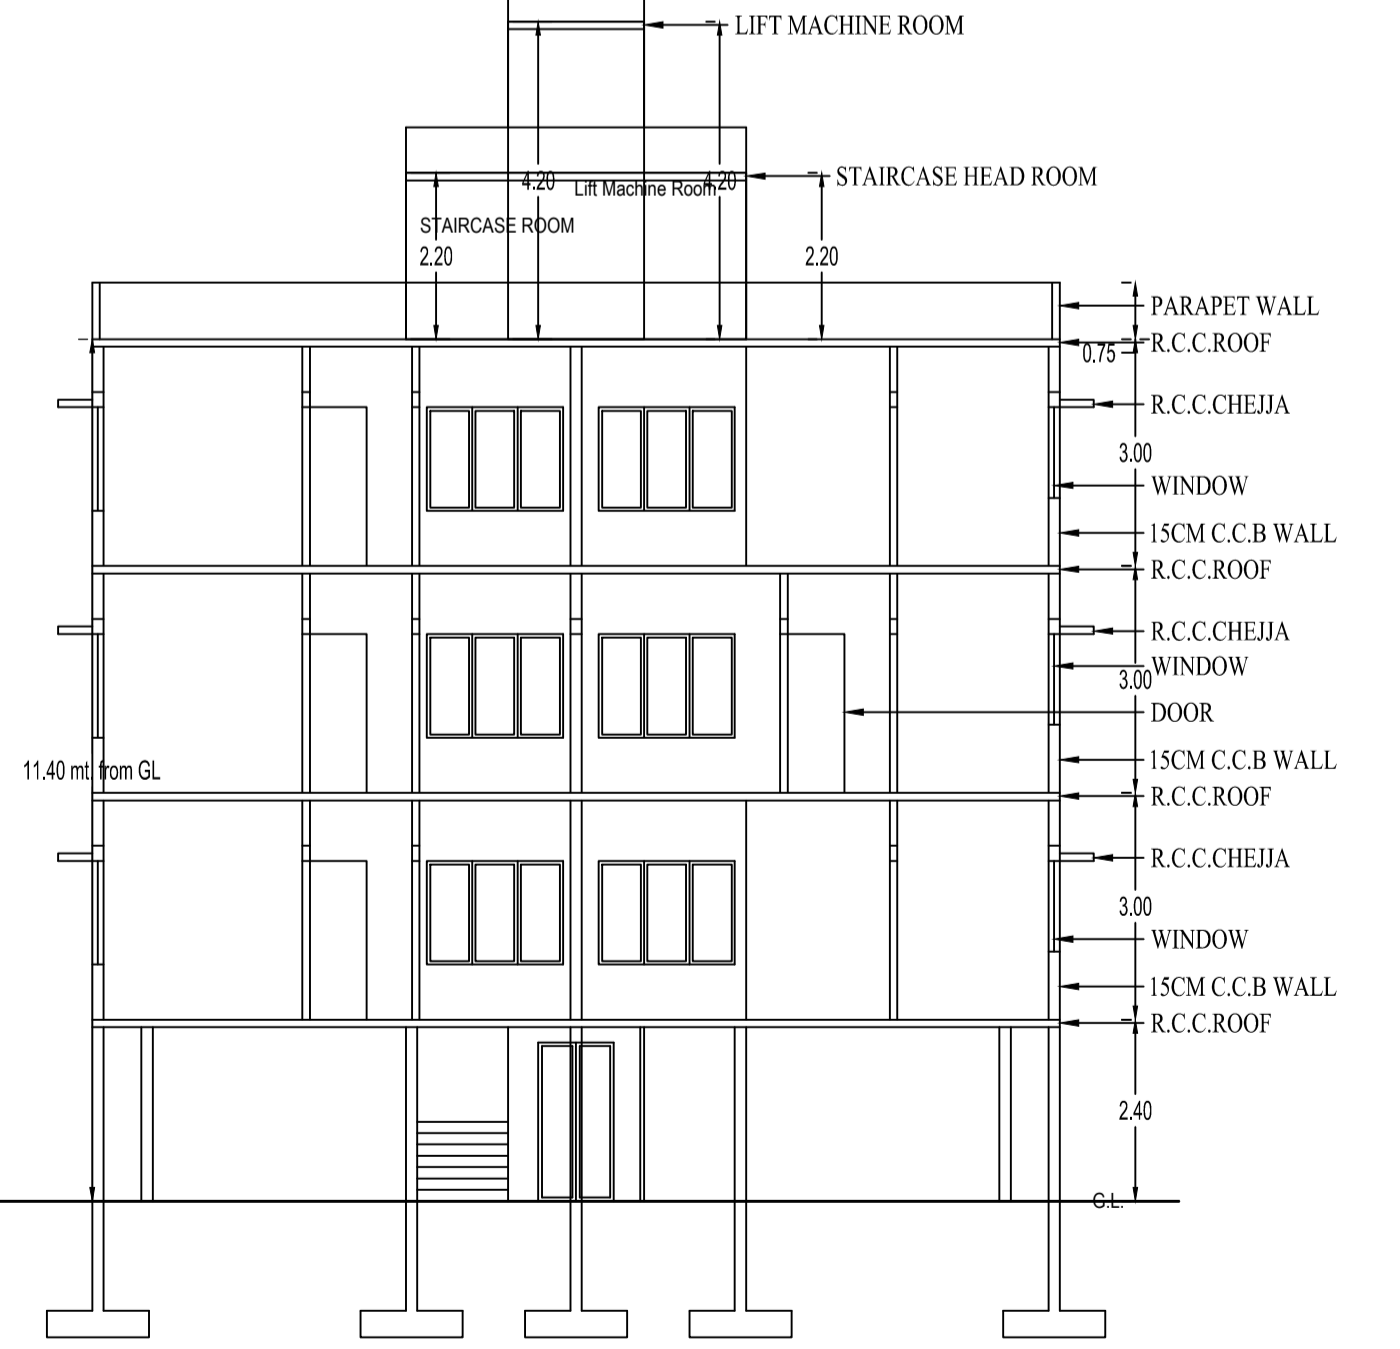 LIFT MACHINE ROOM
STAIRCASE HEAD ROOM
4.20
Lift Machine Room
4.20
STAIRCASE ROOM
2.20
2.20
PARAPET WALL
R.C.C.ROOF
0.75
R.C.C.CHEJJA
3.00
WINDOW
15CM C.C.B WALL
R.C.C.ROOF
R.C.C.CHEJJA
WINDOW
3.00
DOOR
15CM C.C.B WALL
11.40 mt. from GL
R.C.C.ROOF
R.C.C.CHEJJA
3.00
WINDOW
15CM C.C.B WALL
R.C.C.ROOF
2.40
G.L.